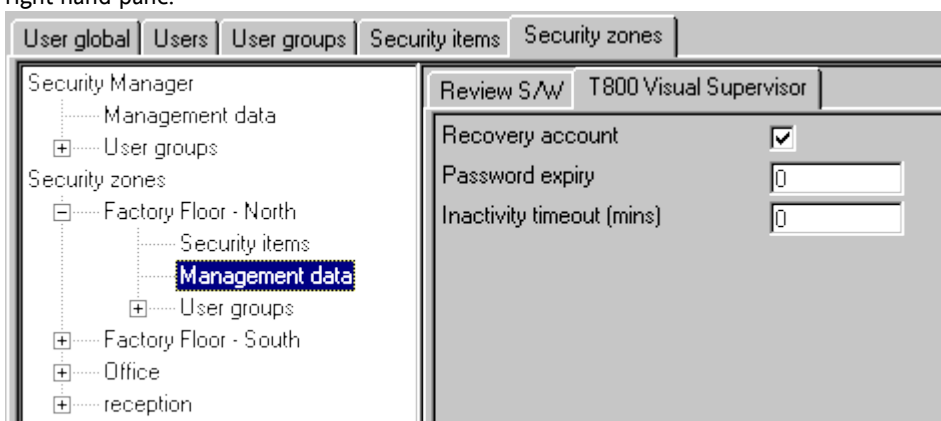 right hand pane.
User global Users User groups Security items Security zones
Security Manager
Management data
User groups
Security zones
Factory Floor - North
Security items
Management data
User groups
Factory Floor - South
Office
reception
Review S/W T800 Visual Supervisor
Recovery account
Password expiry 0
Inactivity timeout (mins) 0